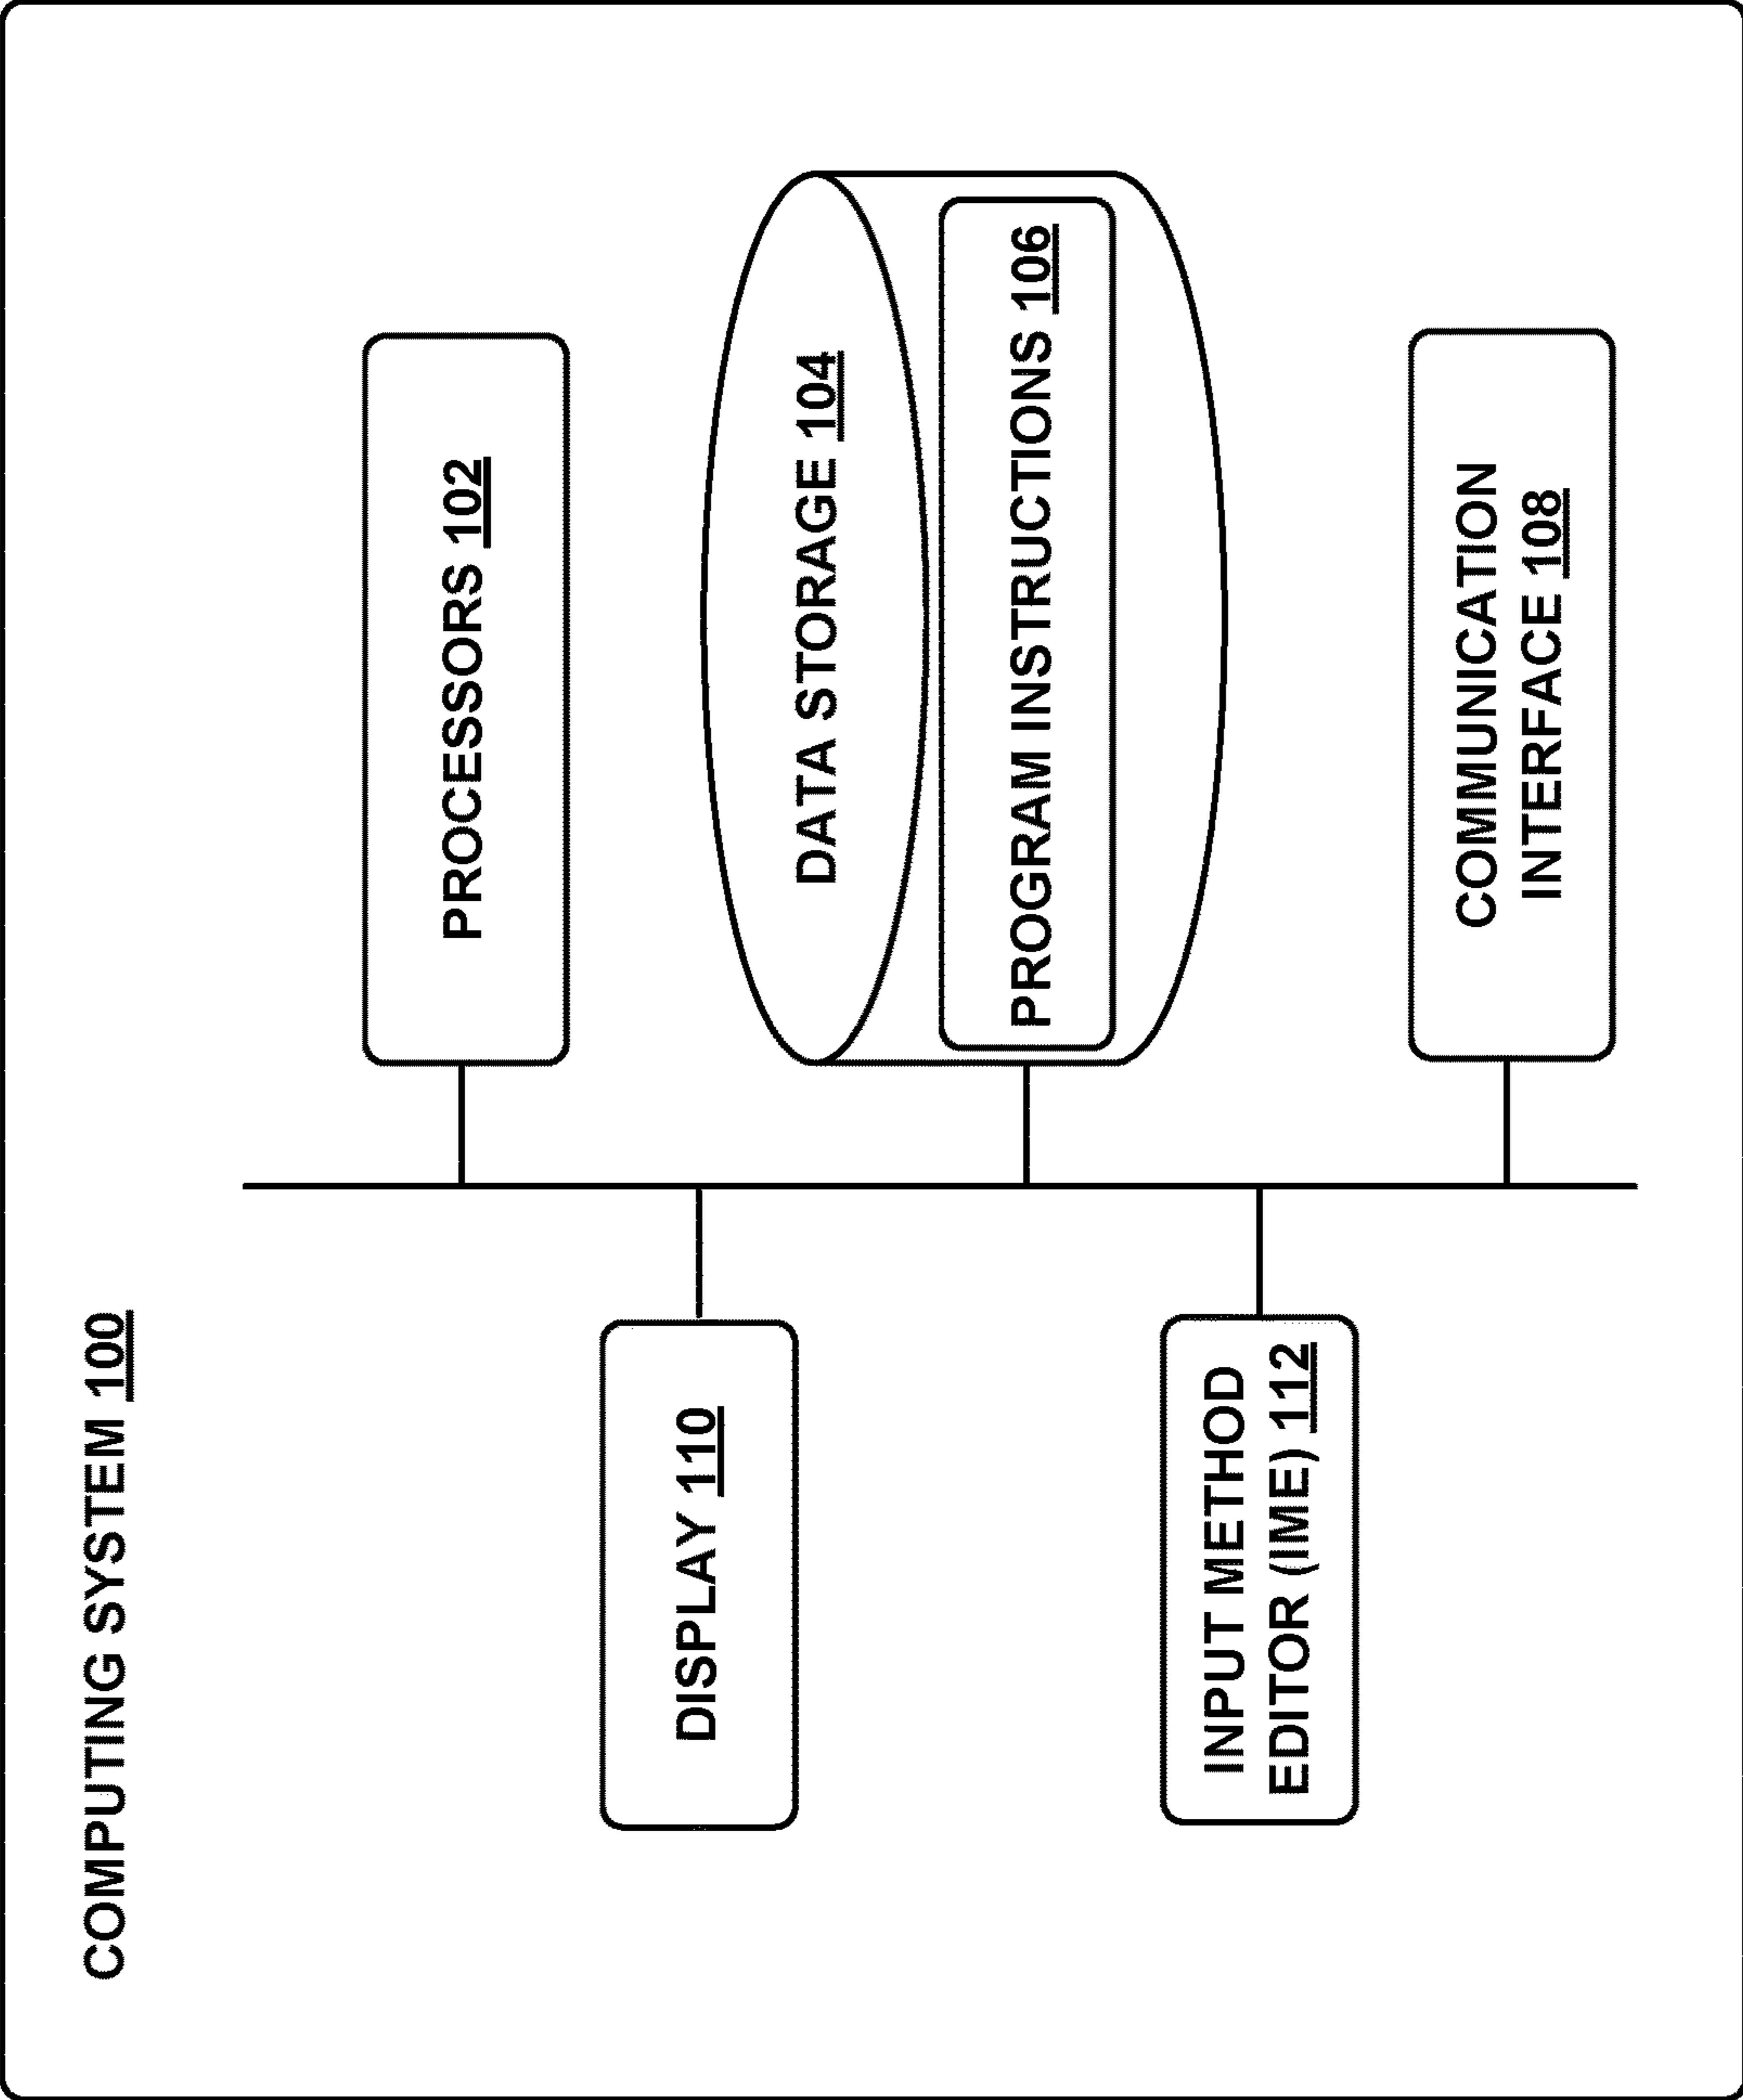 COMPUTING SYSTEM 100
PROCESSORS 102
DISPLAY 110
DATA STORAGE 104
PROGRAM INSTRUCTIONS 106
INPUT METHOD
EDITOR (IME) 112
COMMUNICATION
INTERFACE 108